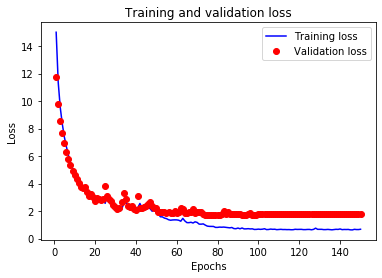 Training and validation loss
Training loss
Validation loss
14
12
10
8
6
4
2
0
Loss
0 20 40 60 80 100 120 140
Epochs